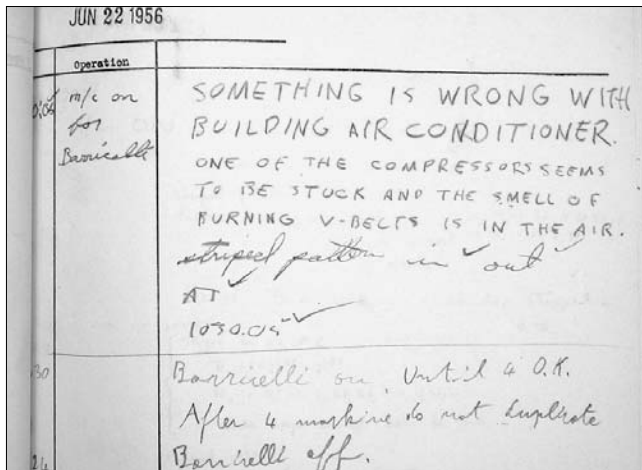 JUN 22 1956
Operation
m/c on
for
Barricelli
SOMETHING IS WRONG WITH
BUILDING AIR CONDITIONER.
ONE OF THE COMPRESSORS SEEMS
TO BE STUCK AND THE SMELL OF
BURNING V-BELTS IS IN THE AIR.
striped pattern in ✓ out ✓
AT ✓
1030.05 ✓
Barricelli on. Until 4 O.K.
After 4 machine do not duplicate
Barricelli off.